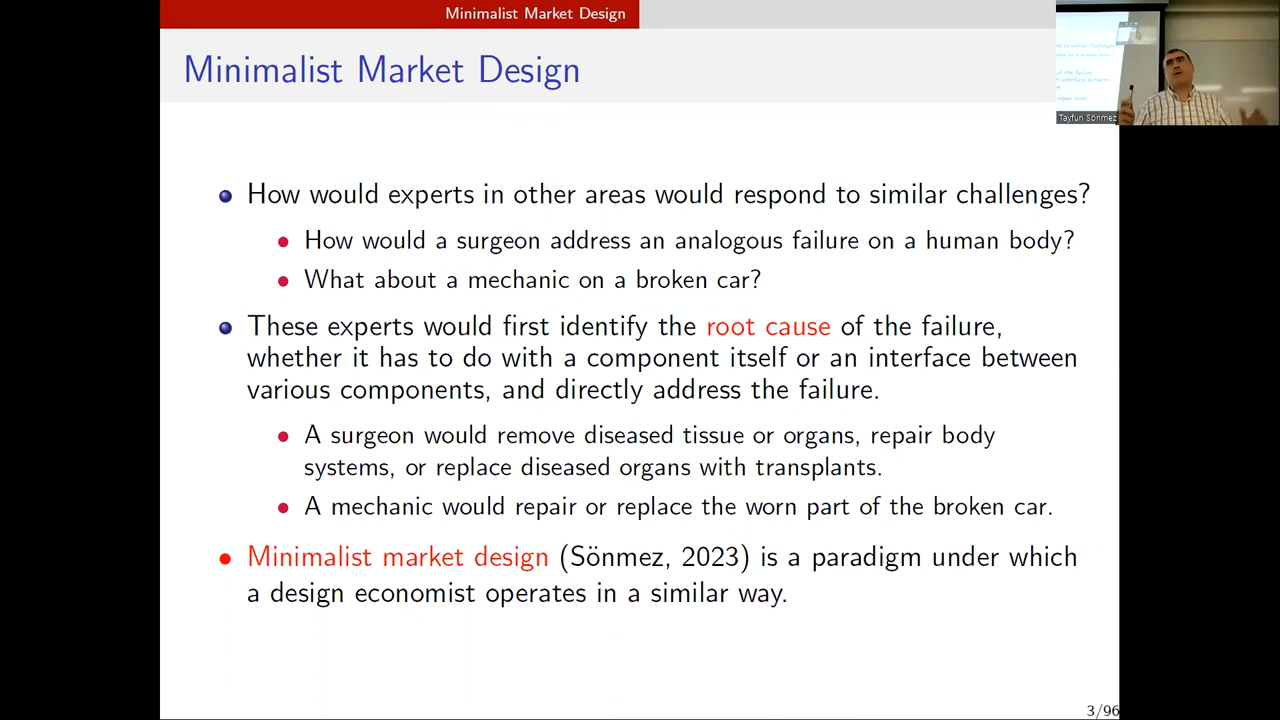 Minimalist Market Design
Minimalist Market Design
Tayfun Sönmez
How would experts in other areas would respond to similar challenges?
How would a surgeon address an analogous failure on a human body?
What about a mechanic on a broken car?
These experts would first identify the root cause of the failure,
whether it has to do with a component itself or an interface between
various components, and directly address the failure.
A surgeon would remove diseased tissue or organs, repair body
systems, or replace diseased organs with transplants.
A mechanic would repair or replace the worn part of the broken car.
Minimalist market design (Sönmez, 2023) is a paradigm under which
a design economist operates in a similar way.
3/96